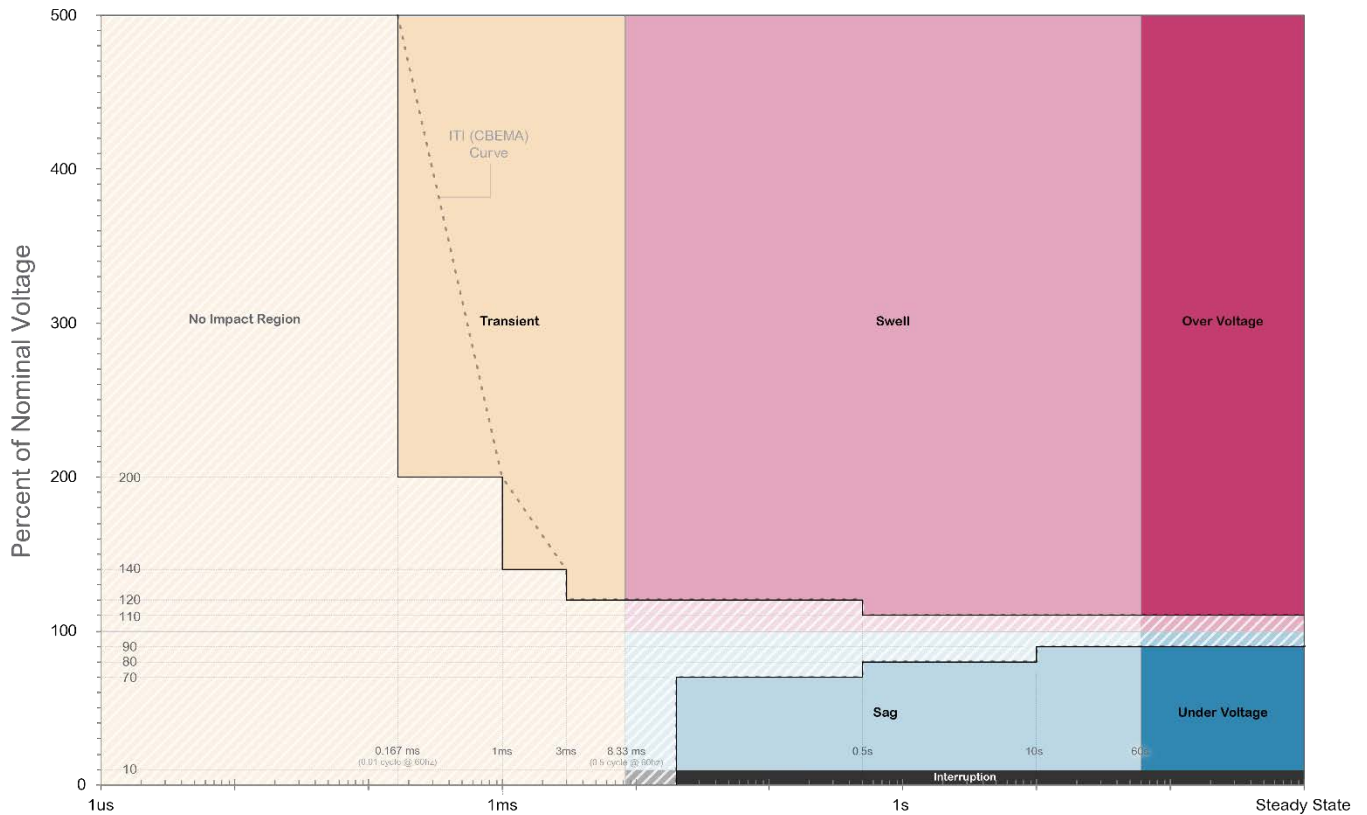 500
ITI (CBEMA)
Curve
400
Percent of Nominal Voltage
300
No Impact Region
Transient
Swell
Over Voltage
200
200
140
120
110
100
90
80
70
Sag
Under Voltage
0.167 ms
(0.01 cycle @ 60hz)
1ms
3ms
8.33 ms
(0.5 cycle @ 60hz)
0.5s
10s
60s
10
Interruption
0
1us
1ms
1s
Steady State